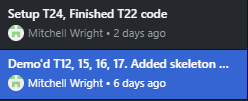 Setup T24, Finished T22 code
Mitchell Wright • 2 days ago
Demo'd T12, 15, 16, 17. Added skeleton ...
Mitchell Wright • 6 days ago